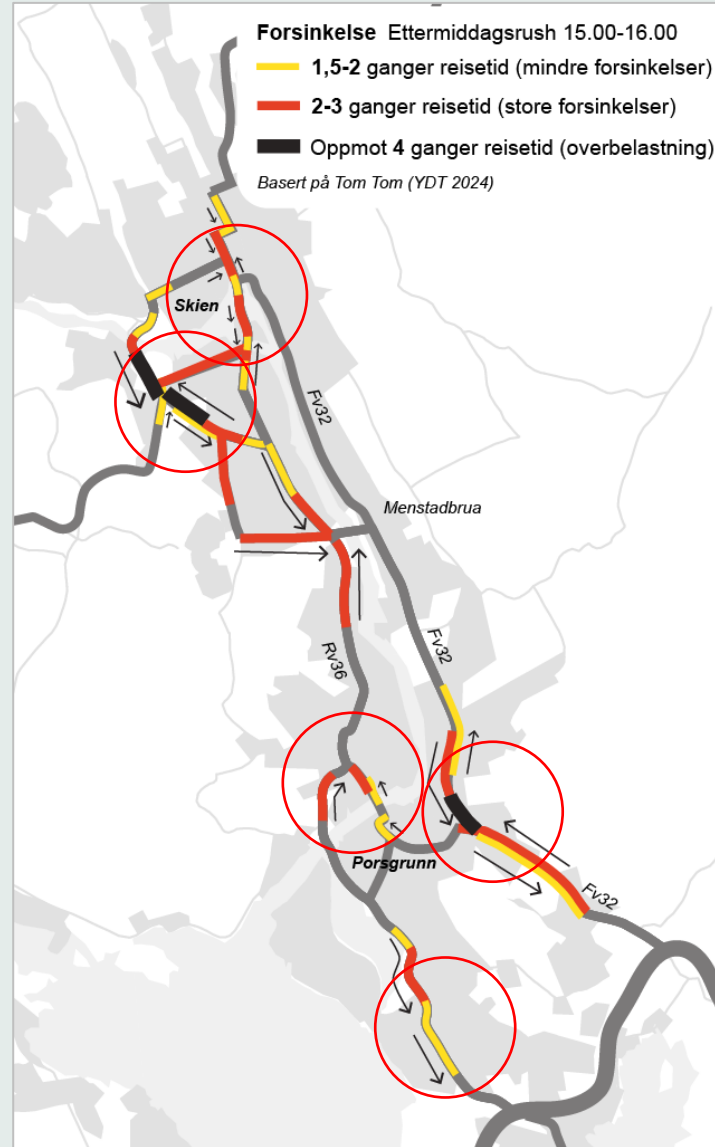 Forsinkelse Ettermiddagsrush 15.00-16.00
1,5-2 ganger reisetid (mindre forsinkelser)
2-3 ganger reisetid (store forsinkelser)
Oppmot 4 ganger reisetid (overbelastning)
Basert på Tom Tom (YDT 2024)
Skien
Fv32
Menstadbrua
Fv32
Rv36
Porsgrunn
Fv32